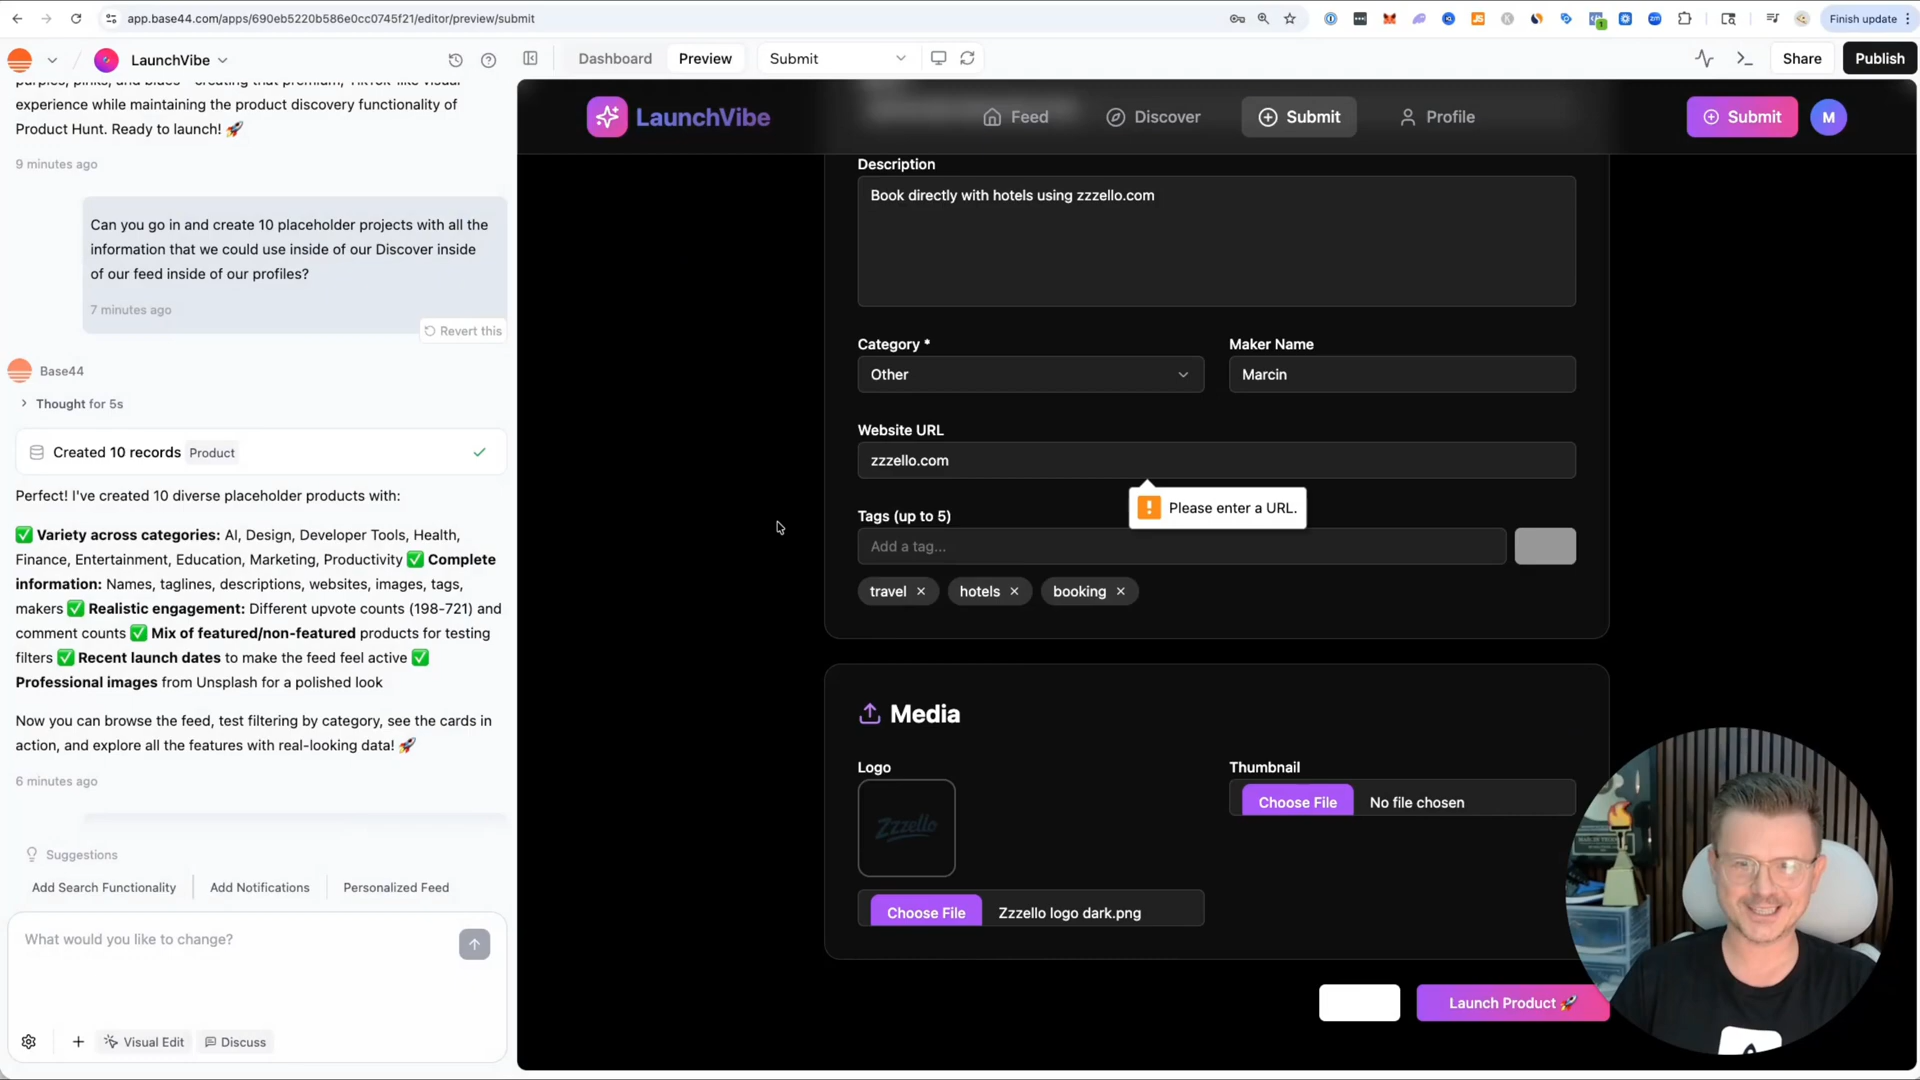 app.base44.com/apps/690eb5220b586e0cc0745f21/editor/preview/submit
Finish update
LaunchVibe
Dashboard
Preview
Submit
Share
Publish
experience while maintaining the product discovery functionality of
Product Hunt. Ready to launch! 🚀
9 minutes ago
Can you go in and create 10 placeholder projects with all the
information that we could use inside of our Discover inside
of our feed inside of our profiles?
7 minutes ago
Revert this
Base44
Thought for 5s
Created 10 records Product
Perfect! I've created 10 diverse placeholder products with:
✅ Variety across categories: AI, Design, Developer Tools, Health,
Finance, Entertainment, Education, Marketing, Productivity ✅ Complete
information: Names, taglines, descriptions, websites, images, tags,
makers ✅ Realistic engagement: Different upvote counts (198-721) and
comment counts ✅ Mix of featured/non-featured products for testing
filters ✅ Recent launch dates to make the feed feel active ✅
Professional images from Unsplash for a polished look
Now you can browse the feed, test filtering by category, see the cards in
action, and explore all the features with real-looking data! 🚀
6 minutes ago
Suggestions
Add Search Functionality
Add Notifications
Personalized Feed
What would you like to change?
Visual Edit
Discuss
LaunchVibe
Feed
Discover
Submit
Profile
Submit
M
Description
Book directly with hotels using zzzello.com
Category *
Maker Name
Other
Marcin
Website URL
zzzello.com
Please enter a URL.
Tags (up to 5)
Add a tag...
travel
hotels
booking
Media
Logo
Thumbnail
Zzzello
Choose File
No file chosen
Choose File
Zzzello logo dark.png
Launch Product 🚀